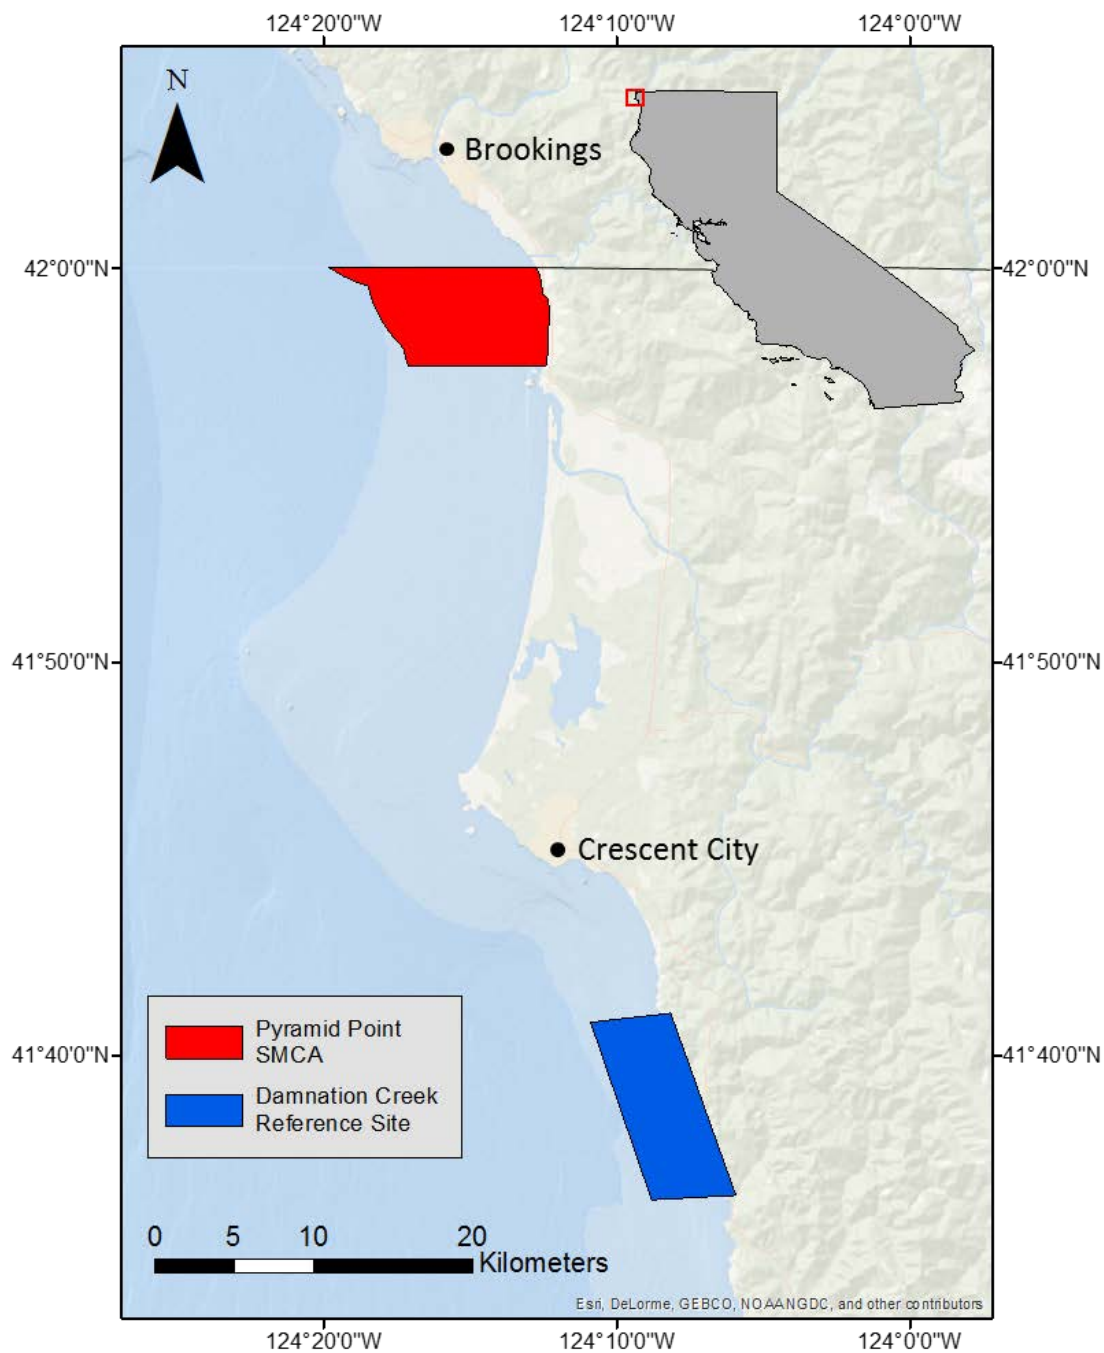 124°20'0"W
124°10'0"W
124°0'0"W
N
Brookings
42°0'0"N
42°0'0"N
41°50'0"N
41°50'0"N
Crescent City
41°40'0"N
41°40'0"N
Pyramid Point
SMCA
Damnation Creek
Reference Site
0 5 10 20
Kilometers
Esri, DeLorme, GEBCO, NOAANGDC, and other contributors
124°20'0"W
124°10'0"W
124°0'0"W